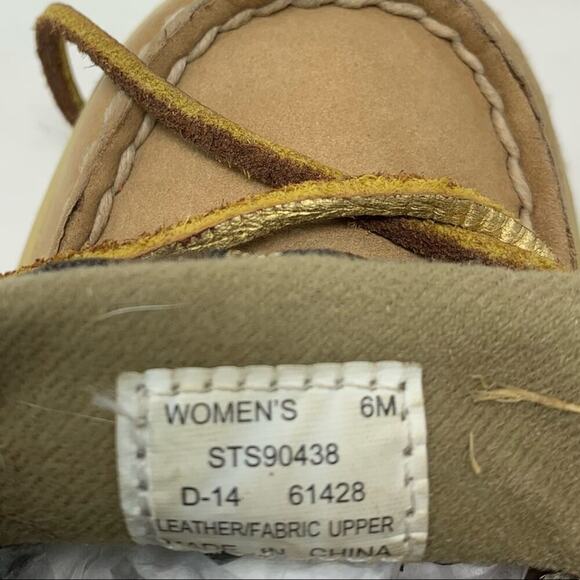 WOMEN'S 6M
STS90438
D-14 61428
LEATHER/FABRIC UPPER
MADE IN CHINA